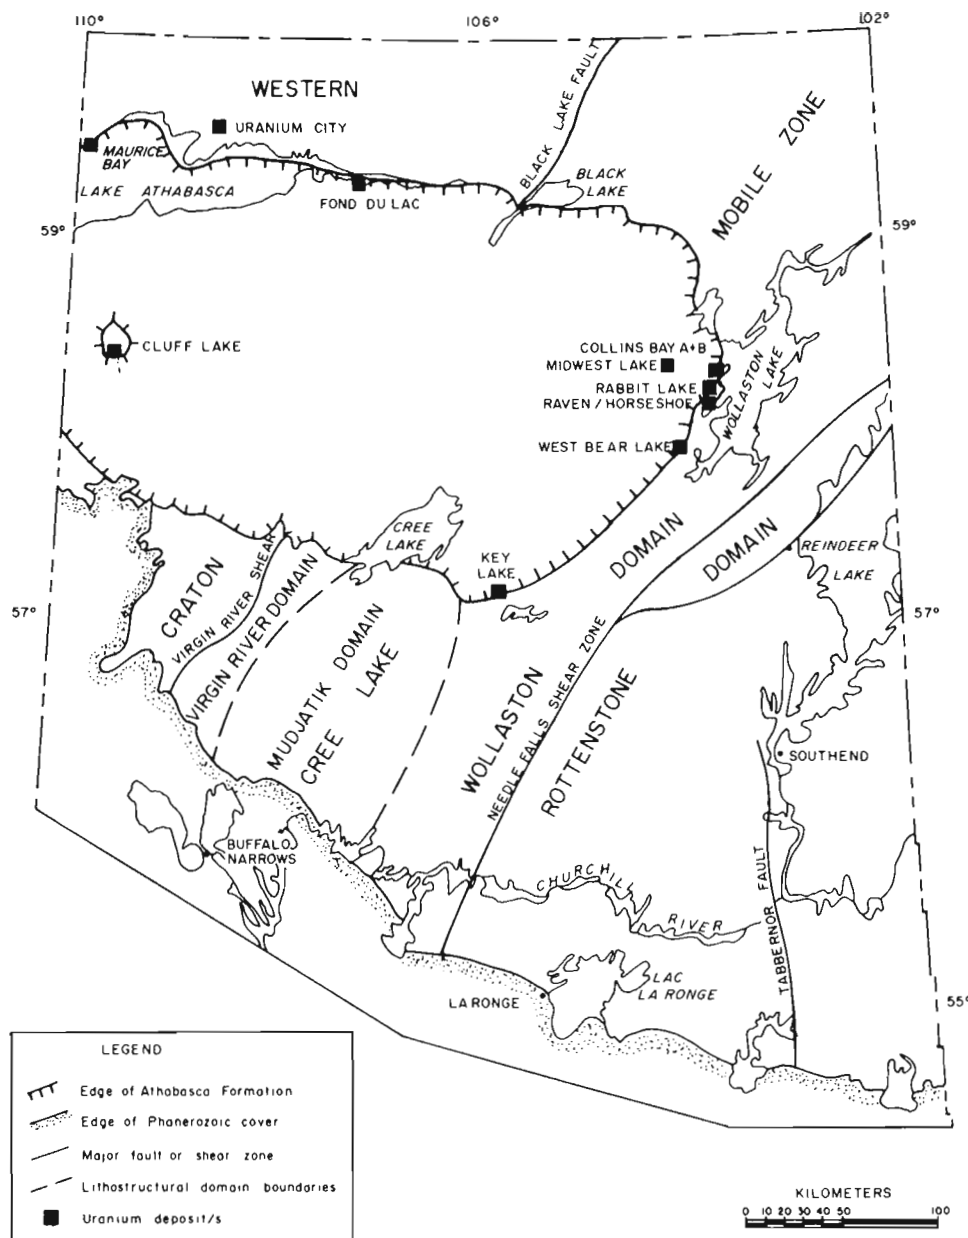 110°
106°
102°
WESTERN
BLACK LAKE FAULT
MOBILE ZONE
URANIUM CITY
MAURICE
BAY
LAKE ATHABASCA
FOND DU LAC
BLACK
LAKE
59°
59°
CLUFF LAKE
COLLINS BAY A+B
MIDWEST LAKE
RABBIT LAKE
RAVEN / HORSESHOE
WOLLASTON
LAKE
WEST BEAR LAKE
CREE
LAKE
KEY
LAKE
DOMAIN
DOMAIN
REINDEER
LAKE
CRATON
VIRGIN RIVER SHEAR
VIRGIN RIVER DOMAIN
MUDJATIK DOMAIN
CREE LAKE
57°
57°
WOLLASTON
NEEDLE FALLS SHEAR ZONE
ROTTENSTONE
SOUTHEND
BUFFALO
NARROWS
CHURCHILL
RIVER
TABBERNOR FAULT
LA RONGE
LAC
LA RONGE
55°
LEGEND
Edge of Athabasca Formation
Edge of Phanerozoic cover
Major fault or shear zone
Lithostructural domain boundaries
Uranium deposit/s
KILOMETERS
0 10 20 30 40 50 100